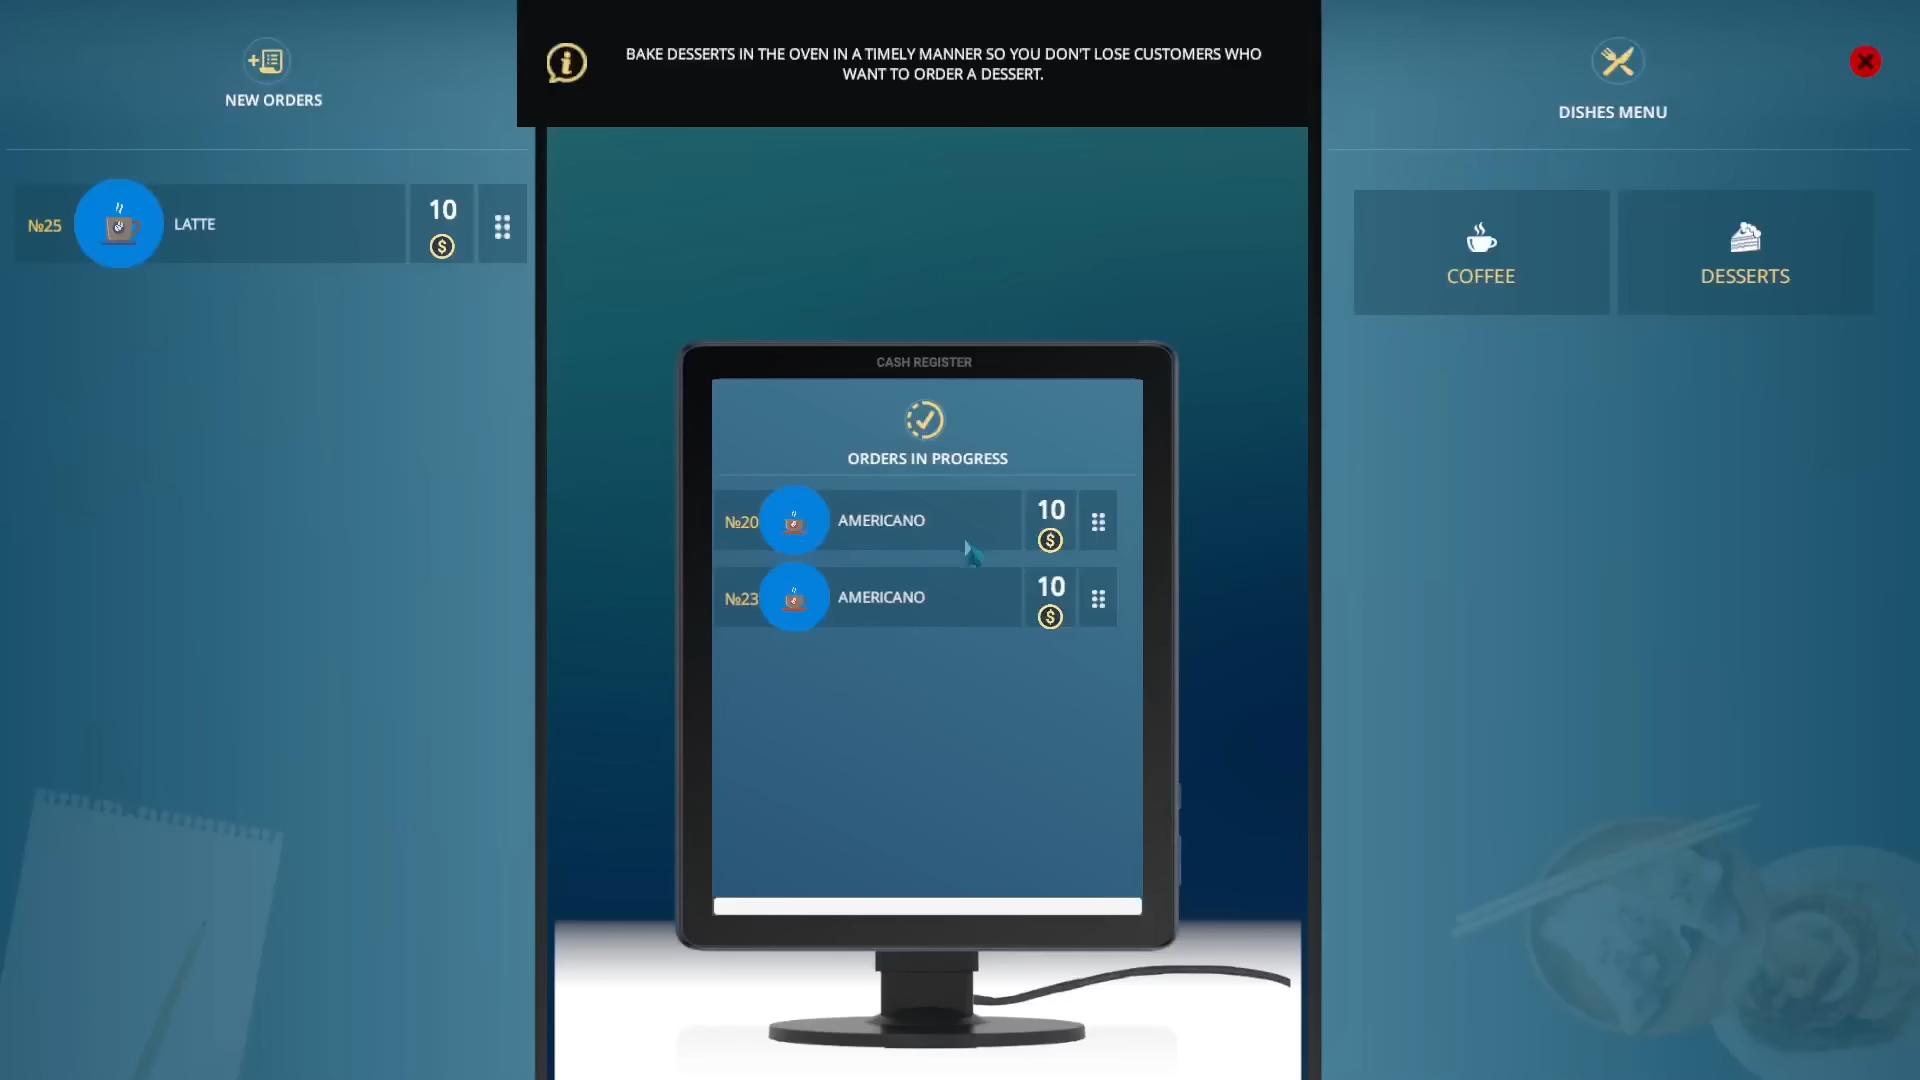 BAKE DESSERTS IN THE OVEN IN A TIMELY MANNER SO YOU DON'T LOSE CUSTOMERS WHO
WANT TO ORDER A DESSERT.
NEW ORDERS
№25 LATTE 10
CASH REGISTER
ORDERS IN PROGRESS
№20 AMERICANO 10
№23 AMERICANO 10
DISHES MENU
COFFEE
DESSERTS